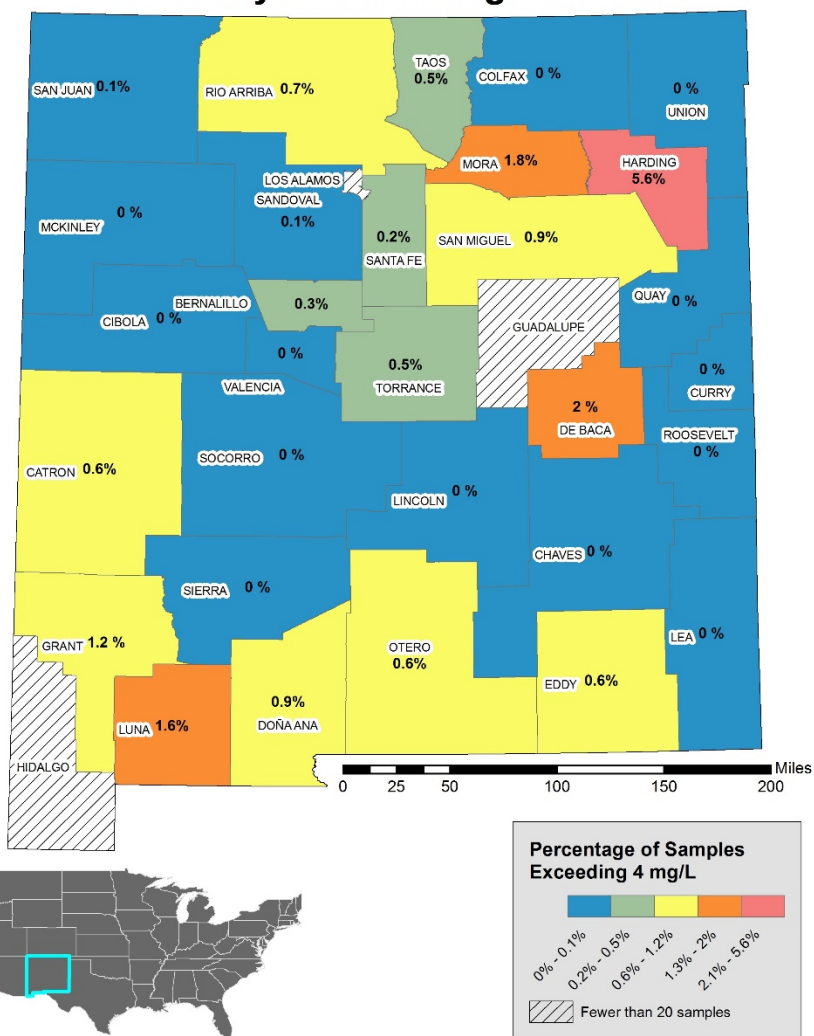 TAOS
0.5%
COLFAX 0 %
SAN JUAN 0.1%
RIO ARRIBA 0.7%
0 %
UNION
MORA 1.8%
HARDING
5.6%
LOS ALAMOS
SANDOVAL
0.1%
MCKINLEY 0 %
0.2%
SANTA FE
SAN MIGUEL 0.9%
BERNALILLO
0.3%
QUAY 0 %
CIBOLA 0 %
GUADALUPE
0 %
VALENCIA
0.5%
TORRANCE
0 %
CURRY
2 %
DE BACA
ROOSEVELT
0 %
CATRON 0.6%
SOCORRO 0 %
LINCOLN 0 %
CHAVES 0 %
SIERRA 0 %
GRANT 1.2 %
OTERO
0.6%
LEA 0 %
EDDY 0.6%
0.9%
DOÑA ANA
LUNA 1.6%
HIDALGO
Miles
0 25 50 100 150 200
Percentage of Samples
Exceeding 4 mg/L
0% - 0.1%
0.2% - 0.5%
0.6% - 1.2%
1.3% - 2%
2.1% - 5.6%
Fewer than 20 samples